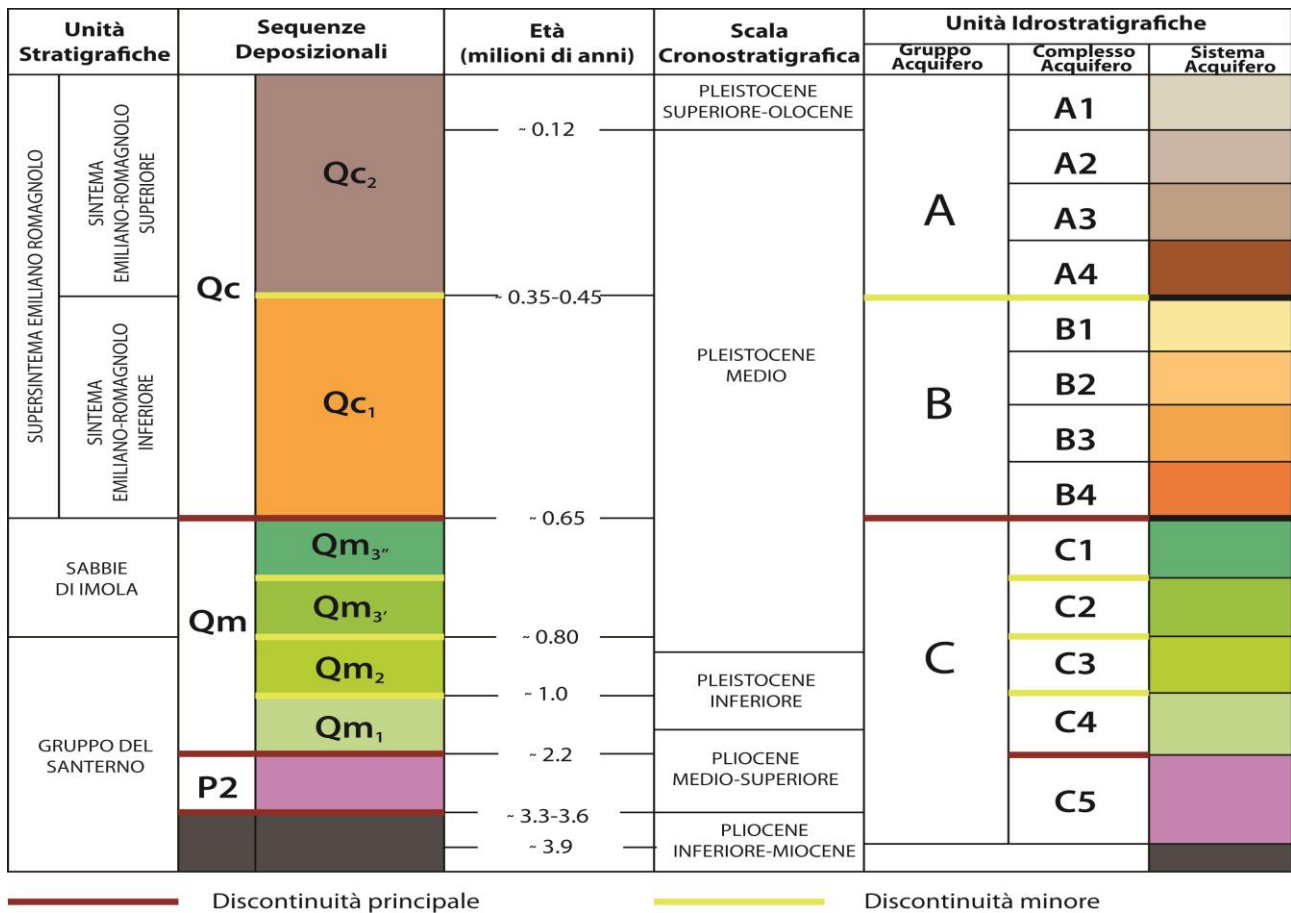 Unità
Stratigrafiche
Sequenze
Deposizionali
Età
(milioni di anni)
Scala
Cronostratigrafica
Unità Idrostratigrafiche
Gruppo
Acquifero
Complesso
Acquifero
Sistema
Acquifero
SUPERSINTEMA EMILIANO ROMAGNOLO
SINTEMA
EMILIANO-ROMAGNOLO
SUPERIORE
SINTEMA
EMILIANO-ROMAGNOLO
INFERIORE
SABBIE
DI IMOLA
GRUPPO DEL
SANTERNO
Qc
Qm
P2
Qc2
Qc1
Qm3''
Qm3'
Qm2
Qm1
~ 0.12
~ 0.35-0.45
~ 0.65
~ 0.80
~ 1.0
~ 2.2
~ 3.3-3.6
~ 3.9
PLEISTOCENE
SUPERIORE-OLOCENE
PLEISTOCENE
MEDIO
PLEISTOCENE
INFERIORE
PLIOCENE
MEDIO-SUPERIORE
PLIOCENE
INFERIORE-MIOCENE
A
B
C
A1
A2
A3
A4
B1
B2
B3
B4
C1
C2
C3
C4
C5
Discontinuità principale
Discontinuità minore